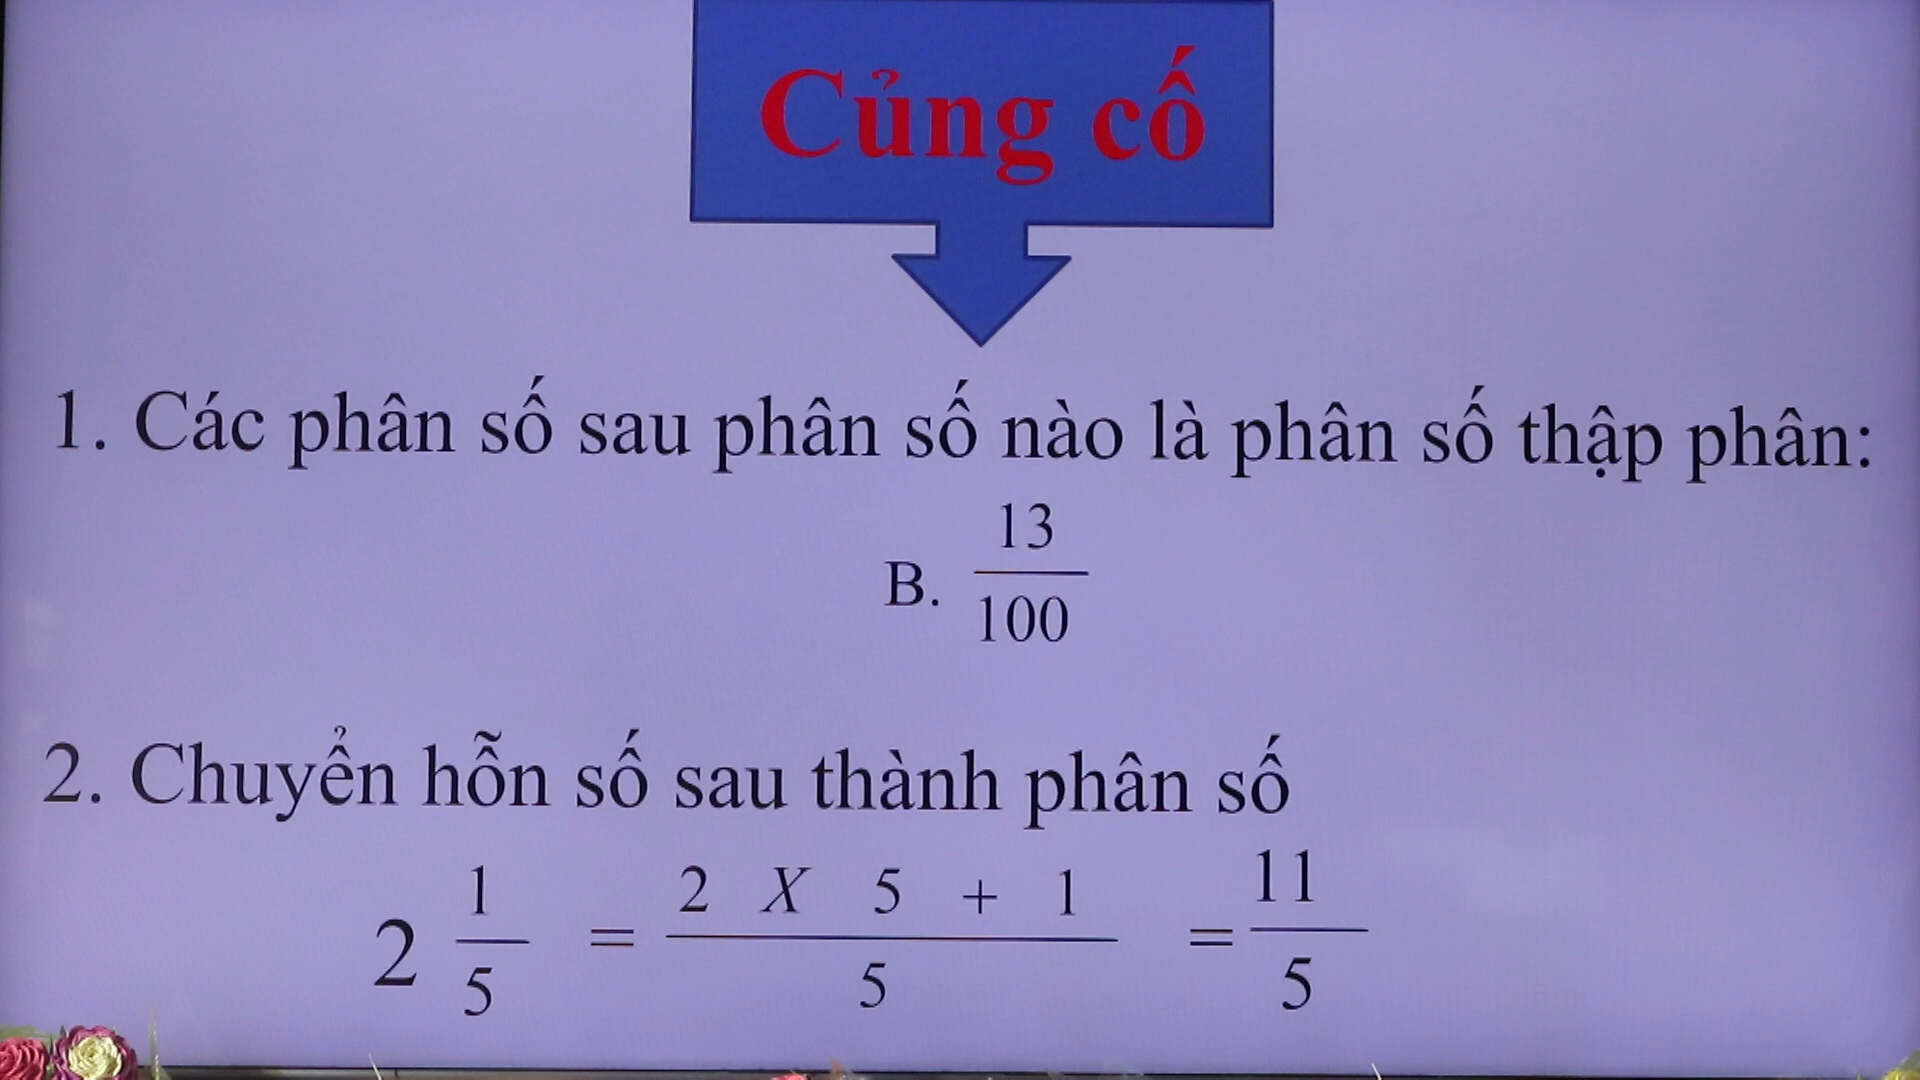 Củng cố
1. Các phân số sau phân số nào là phân số thập phân:
B. 13/100
2. Chuyển hỗn số sau thành phân số
2 1/5 = 2 X 5 + 1/5 = 11/5